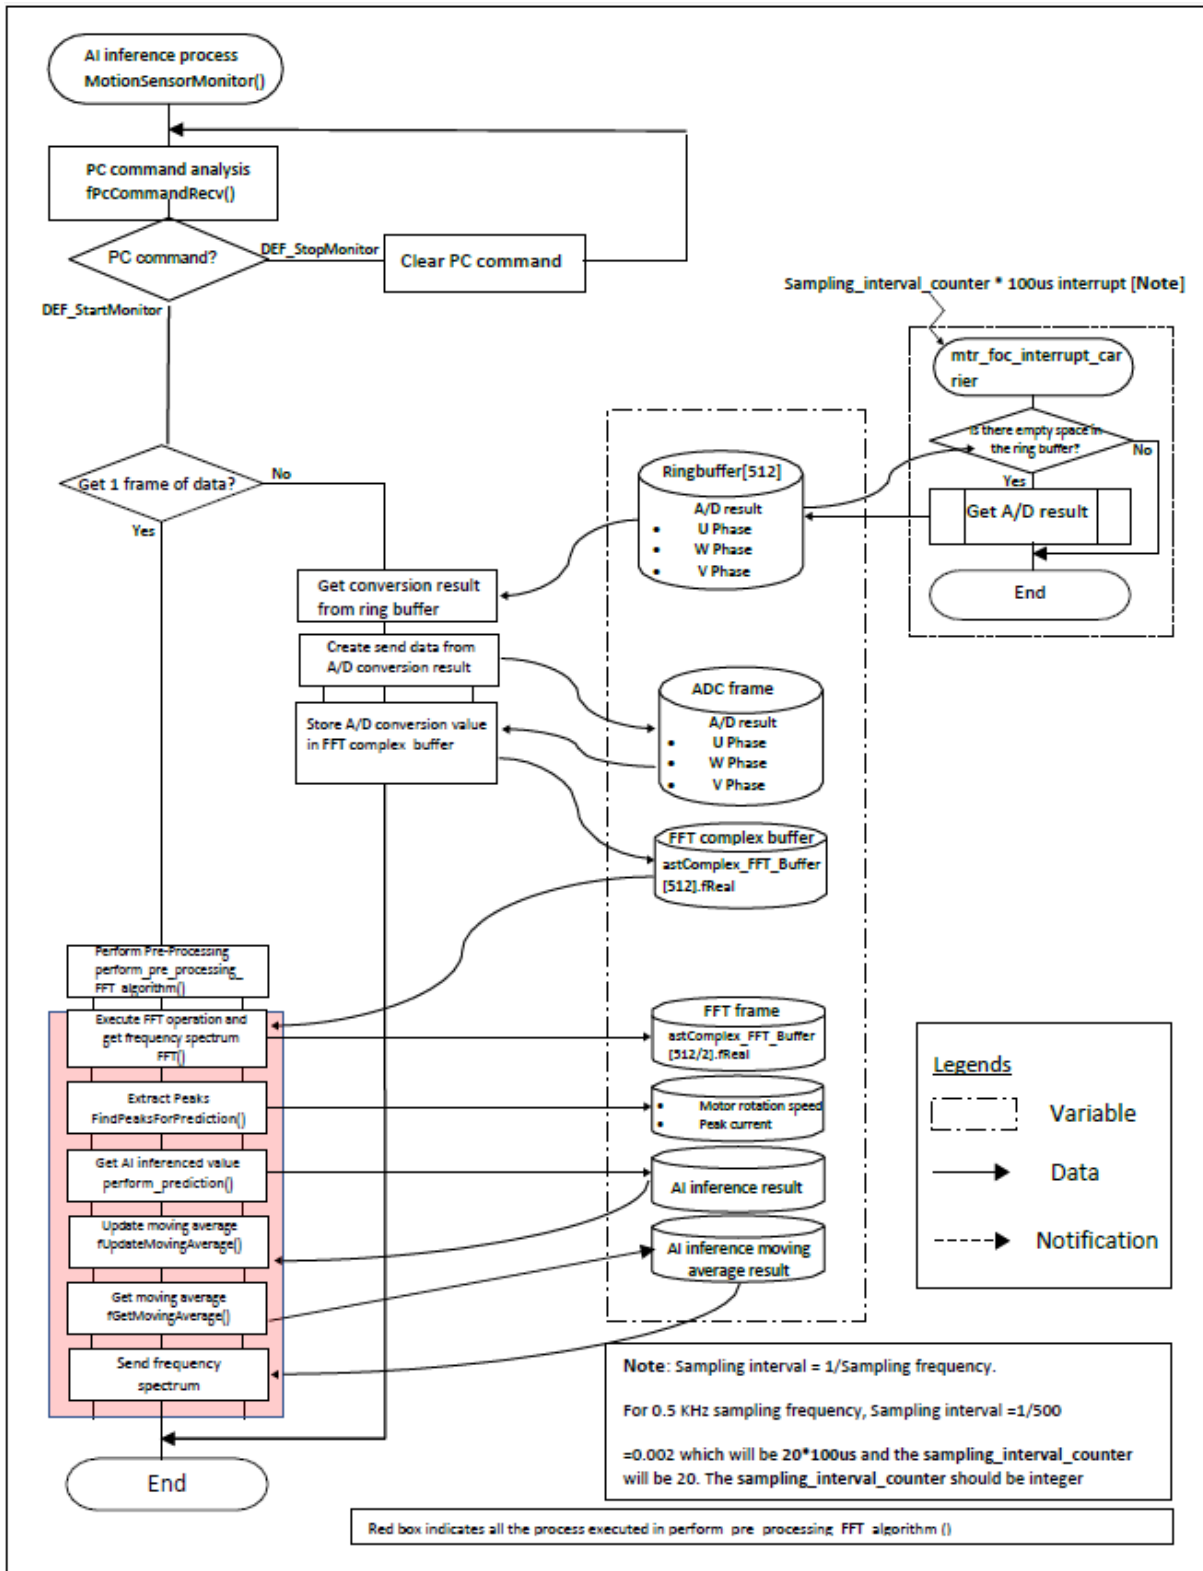 AI inference process
MotionSensorMonitor()
PC command analysis
fPcCommandRecv()
PC command?
DEF_StopMonitor
Clear PC command
DEF_StartMonitor
Sampling_interval_counter * 100us interrupt [Note]
mtr_foc_interrupt_car
rier
Is there empty space in
the ring buffer?
No
Yes
Get A/D result
End
Get 1 frame of data?
No
Yes
Ringbuffer[512]
A/D result
• U Phase
• W Phase
• V Phase
Get conversion result
from ring buffer
Create send data from
A/D conversion result
Store A/D conversion value
in FFT complex buffer
ADC frame
A/D result
• U Phase
• W Phase
• V Phase
FFT complex buffer
astComplex_FFT_Buffer
[512].fReal
Perform Pre-Processing
perform_pre_processing_
FFT_algorithm()
Execute FFT operation and
get frequency spectrum
FFT()
Extract Peaks
FindPeaksForPrediction()
Get AI inferenced value
perform_prediction()
Update moving average
fUpdateMovingAverage()
Get moving average
fGetMovingAverage()
Send frequency
spectrum
End
FFT frame
astComplex_FFT_Buffer
[512/2].fReal
• Motor rotation speed
• Peak current
AI inference result
AI inference moving
average result
Legends
Variable
Data
Notification
Note: Sampling interval = 1/Sampling frequency.
For 0.5 KHz sampling frequency, Sampling interval =1/500
=0.002 which will be 20*100us and the sampling_interval_counter
will be 20. The sampling_interval_counter should be integer
Red box indicates all the process executed in perform_pre_processing_FFT_algorithm ()